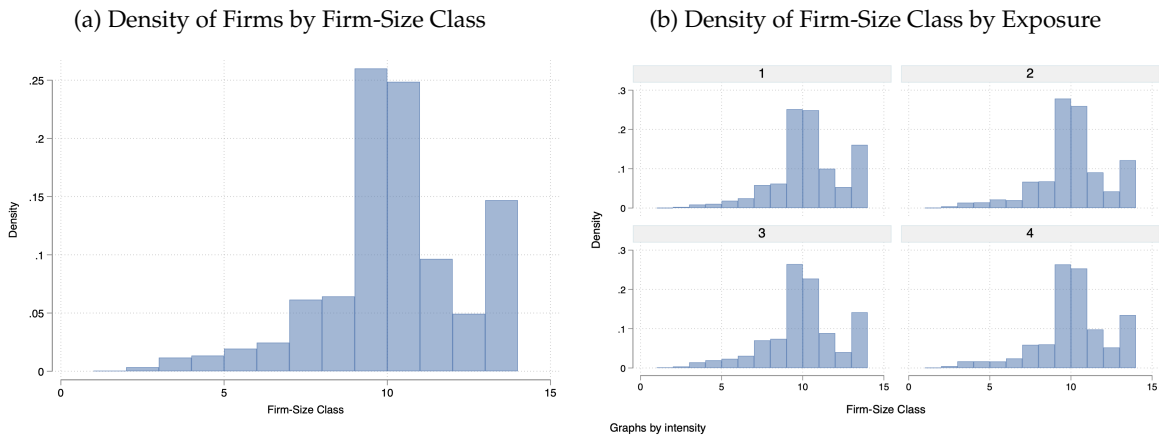 (a) Density of Firms by Firm-Size Class
.25
.2
.15
.1
.05
0
Density
0 5 10 15
Firm-Size Class
(b) Density of Firm-Size Class by Exposure
1 2
.3
.2
.1
0
3 4
.3
.2
.1
0
Density
0 5 10 15 0 5 10 15
Firm-Size Class
Graphs by intensity